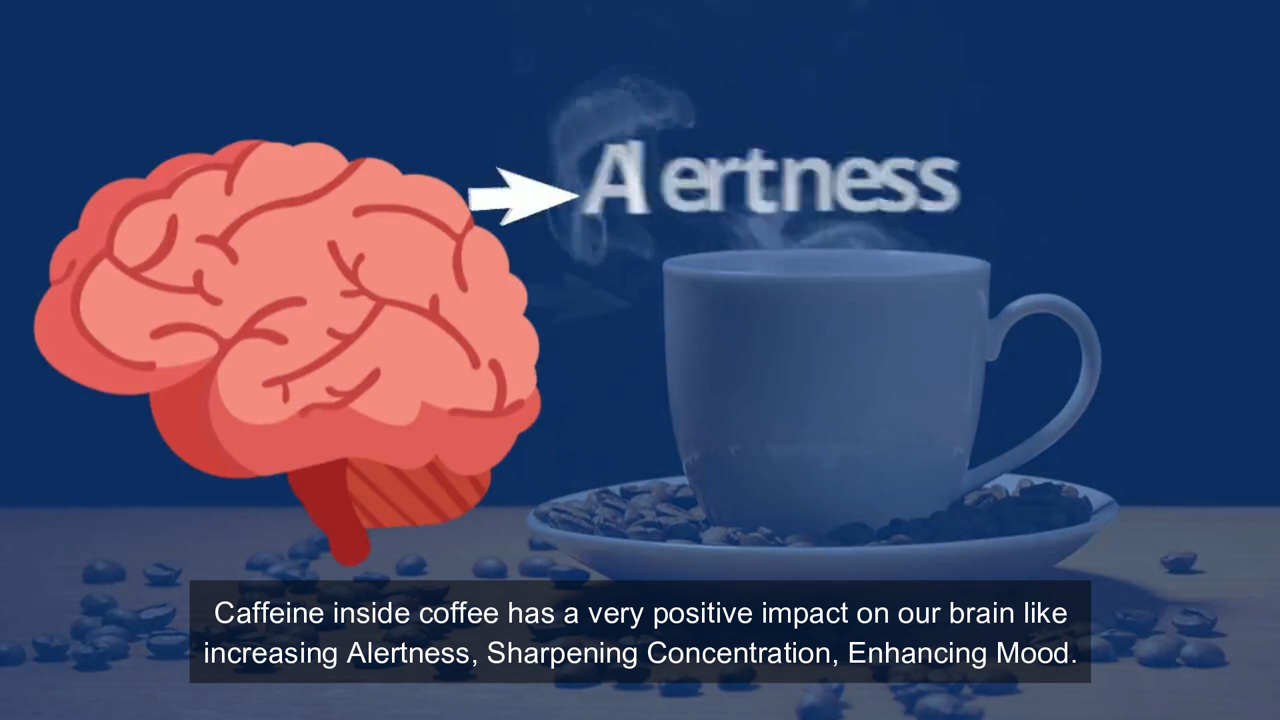 Alertness
Caffeine inside coffee has a very positive impact on our brain like
increasing Alertness, Sharpening Concentration, Enhancing Mood.